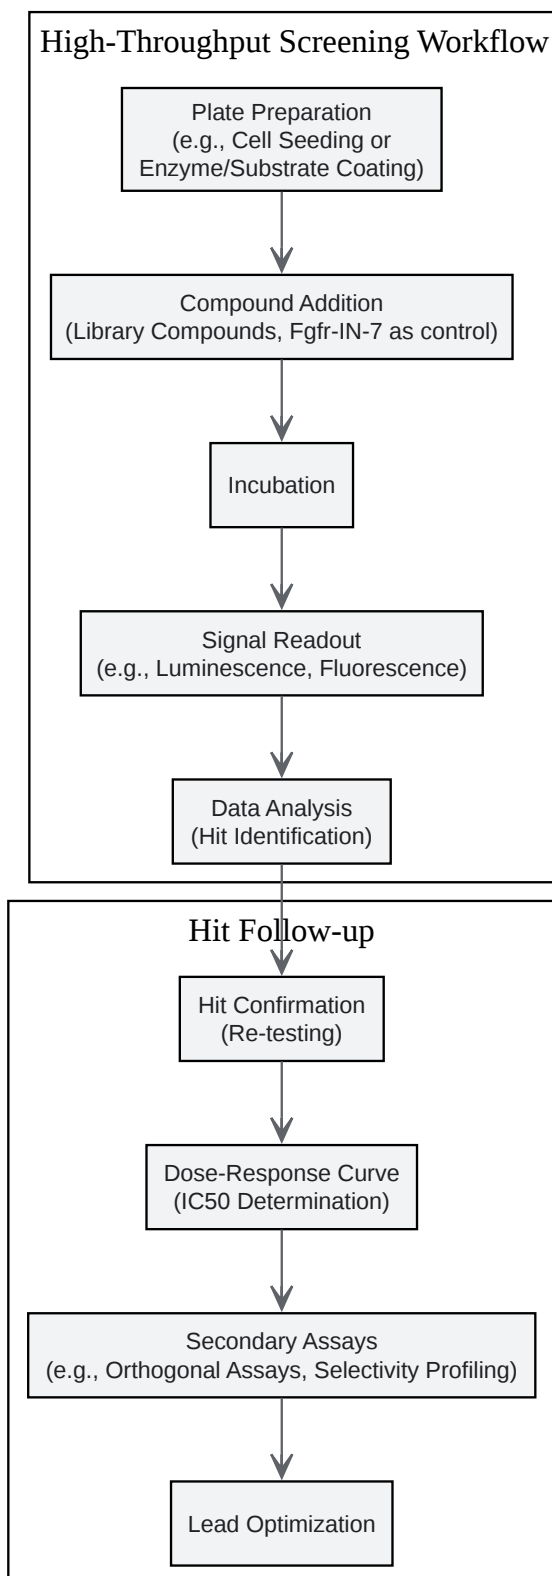 High-Throughput Screening Workflow
Plate Preparation
(e.g., Cell Seeding or
Enzyme/Substrate Coating)
Compound Addition
(Library Compounds, Fgfr-IN-7 as control)
Incubation
Signal Readout
(e.g., Luminescence, Fluorescence)
Data Analysis
(Hit Identification)
Hit Follow-up
Hit Confirmation
(Re-testing)
Dose-Response Curve
(IC50 Determination)
Secondary Assays
(e.g., Orthogonal Assays, Selectivity Profiling)
Lead Optimization